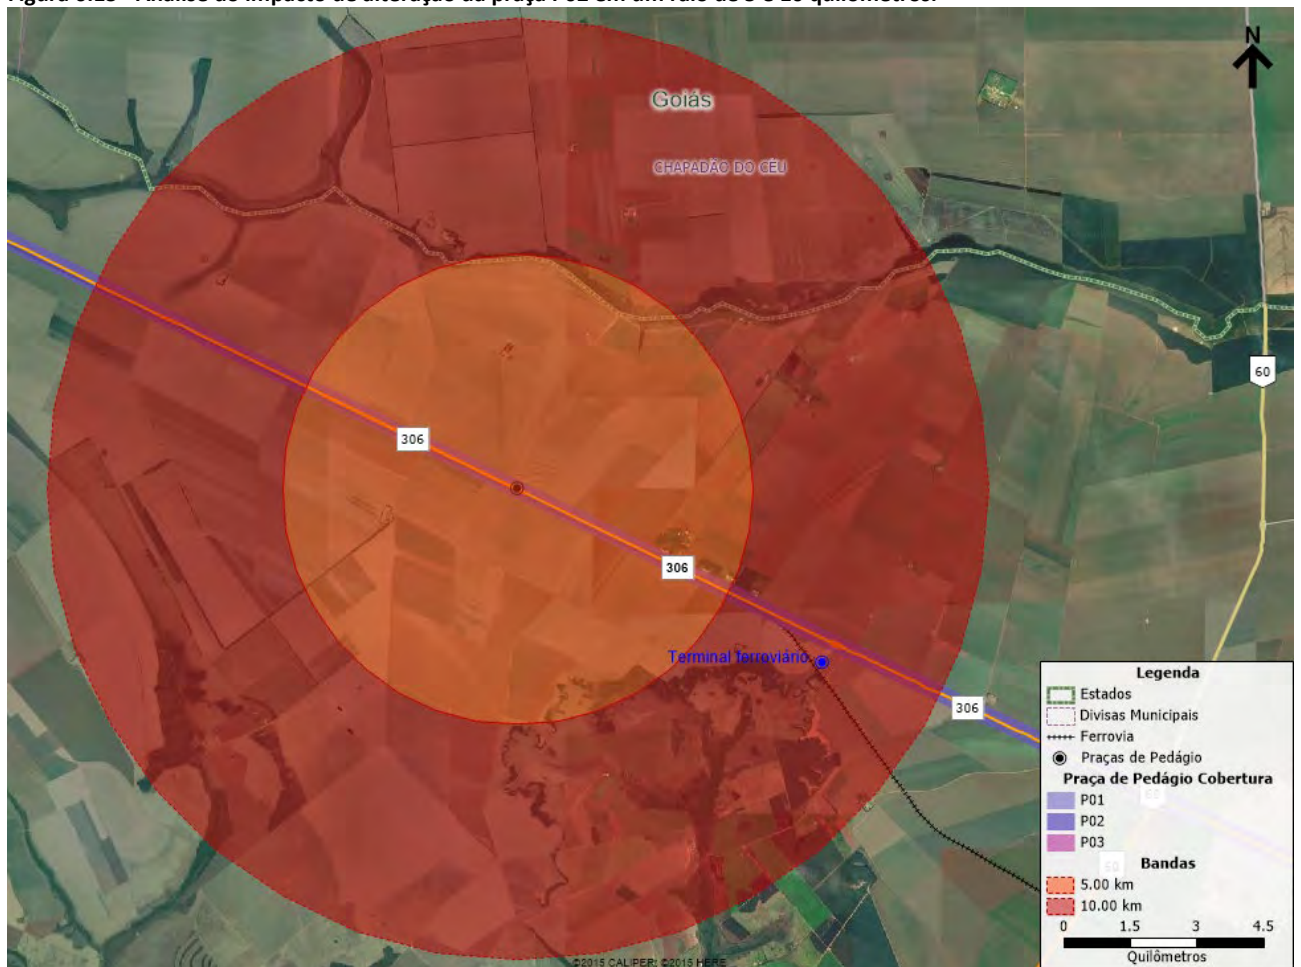 N
Goiás
CHAPADÃO DO CÉU
60
306
306
Terminal ferroviário
306
Legenda
Estados
Divisas Municipais
Ferrovia
Praças de Pedágio
Praça de Pedágio Cobertura
P01
P02
P03
Bandas
5.00 km
10.00 km
0 1.5 3 4.5
Quilômetros
©2015 CALIPER; ©2015 HERE